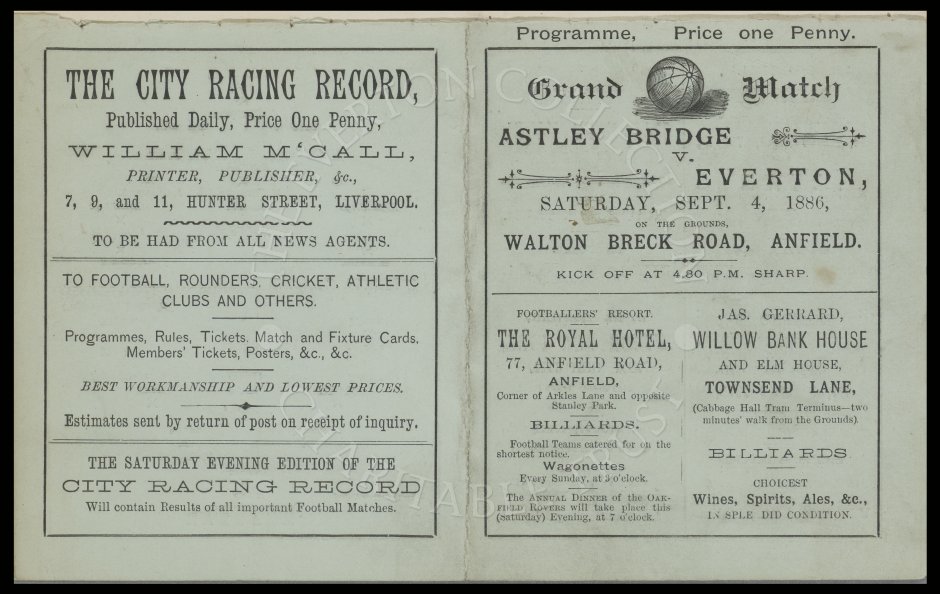 THE CITY RACING RECORD,
Published Daily, Price One Penny,
WILLIAM M'CALL,
PRINTER, PUBLISHER, &c.,
7, 9, and 11, HUNTER STREET, LIVERPOOL.
TO BE HAD FROM ALL NEWS AGENTS.
TO FOOTBALL, ROUNDERS, CRICKET, ATHLETIC
CLUBS AND OTHERS.
Programmes, Rules, Tickets. Match and Fixture Cards,
Members' Tickets, Posters, &c., &c.
BEST WORKMANSHIP AND LOWEST PRICES.
Estimates sent by return of post on receipt of inquiry.
THE SATURDAY EVENING EDITION OF THE
CITY RACING RECORD
Will contain Results of all important Football Matches.
Programme, Price one Penny.
Grand Match
ASTLEY BRIDGE
V.
EVERTON,
SATURDAY, SEPT. 4, 1886,
ON THE GROUNDS,
WALTON BRECK ROAD, ANFIELD.
KICK OFF AT 4.30 P.M. SHARP.
FOOTBALLERS' RESORT.
THE ROYAL HOTEL,
77, ANFIELD ROAD,
ANFIELD,
Corner of Arkles Lane and opposite
Stanley Park.
BILLIARDS.
Football Teams catered for on the
shortest notice.
Wagonettes
Every Sunday, at 3 o'clock.
The ANNUAL DINNER of the OAK-
FIELD ROVERS will take place this
(Saturday) Evening, at 7 o'clock.
JAS. GERRARD,
WILLOW BANK HOUSE
AND ELM HOUSE,
TOWNSEND LANE,
(Cabbage Hall Tram Terminus—two
minutes' walk from the Grounds).
BILLIARDS.
CHOICEST
Wines, Spirits, Ales, &c.,
IN SPLE DID CONDITION.
EVERTON COLLECTION
CHARITABLE TRUST